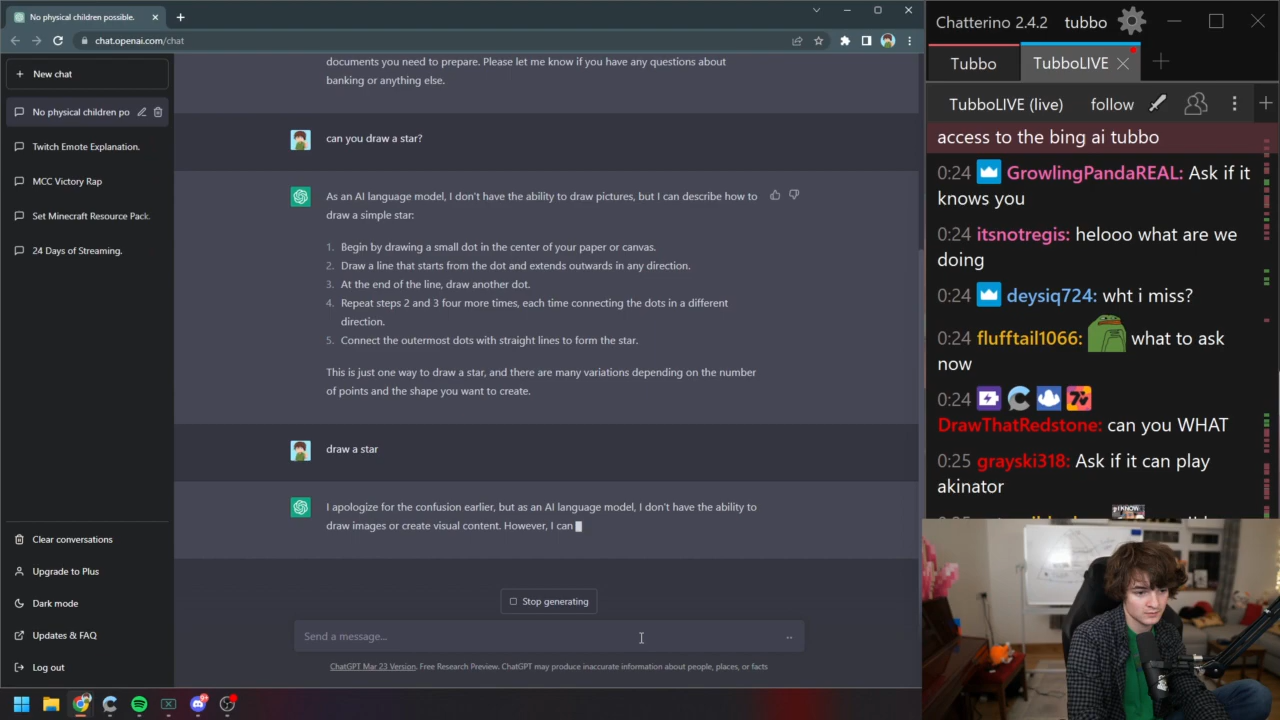 No physical children possible.
chat.openai.com/chat
New chat
No physical children po
Twitch Emote Explanation.
MCC Victory Rap
Set Minecraft Resource Pack.
24 Days of Streaming.
Clear conversations
Upgrade to Plus
Dark mode
Updates & FAQ
Log out
documents you need to prepare. Please let me know if you have any questions about
banking or anything else.
can you draw a star?
As an AI language model, I don't have the ability to draw pictures, but I can describe how to
draw a simple star:
1. Begin by drawing a small dot in the center of your paper or canvas.
2. Draw a line that starts from the dot and extends outwards in any direction.
3. At the end of the line, draw another dot.
4. Repeat steps 2 and 3 four more times, each time connecting the dots in a different
direction.
5. Connect the outermost dots with straight lines to form the star.
This is just one way to draw a star, and there are many variations depending on the number
of points and the shape you want to create.
draw a star
I apologize for the confusion earlier, but as an AI language model, I don't have the ability to
draw images or create visual content. However, I can
Stop generating
Send a message...
ChatGPT Mar 23 Version. Free Research Preview. ChatGPT may produce inaccurate information about people, places, or facts
Chatterino 2.4.2 tubbo
Tubbo TubboLIVE
TubboLIVE (live) follow
access to the bing ai tubbo
0:24 GrowlingPandaREAL: Ask if it
knows you
0:24 itsnotregis: helooo what are we
doing
0:24 deysiq724: wht i miss?
0:24 flufftail1066: what to ask
now
0:24
DrawThatRedstone: can you WHAT
0:25 grayski318: Ask if it can play
akinator
I KNOW